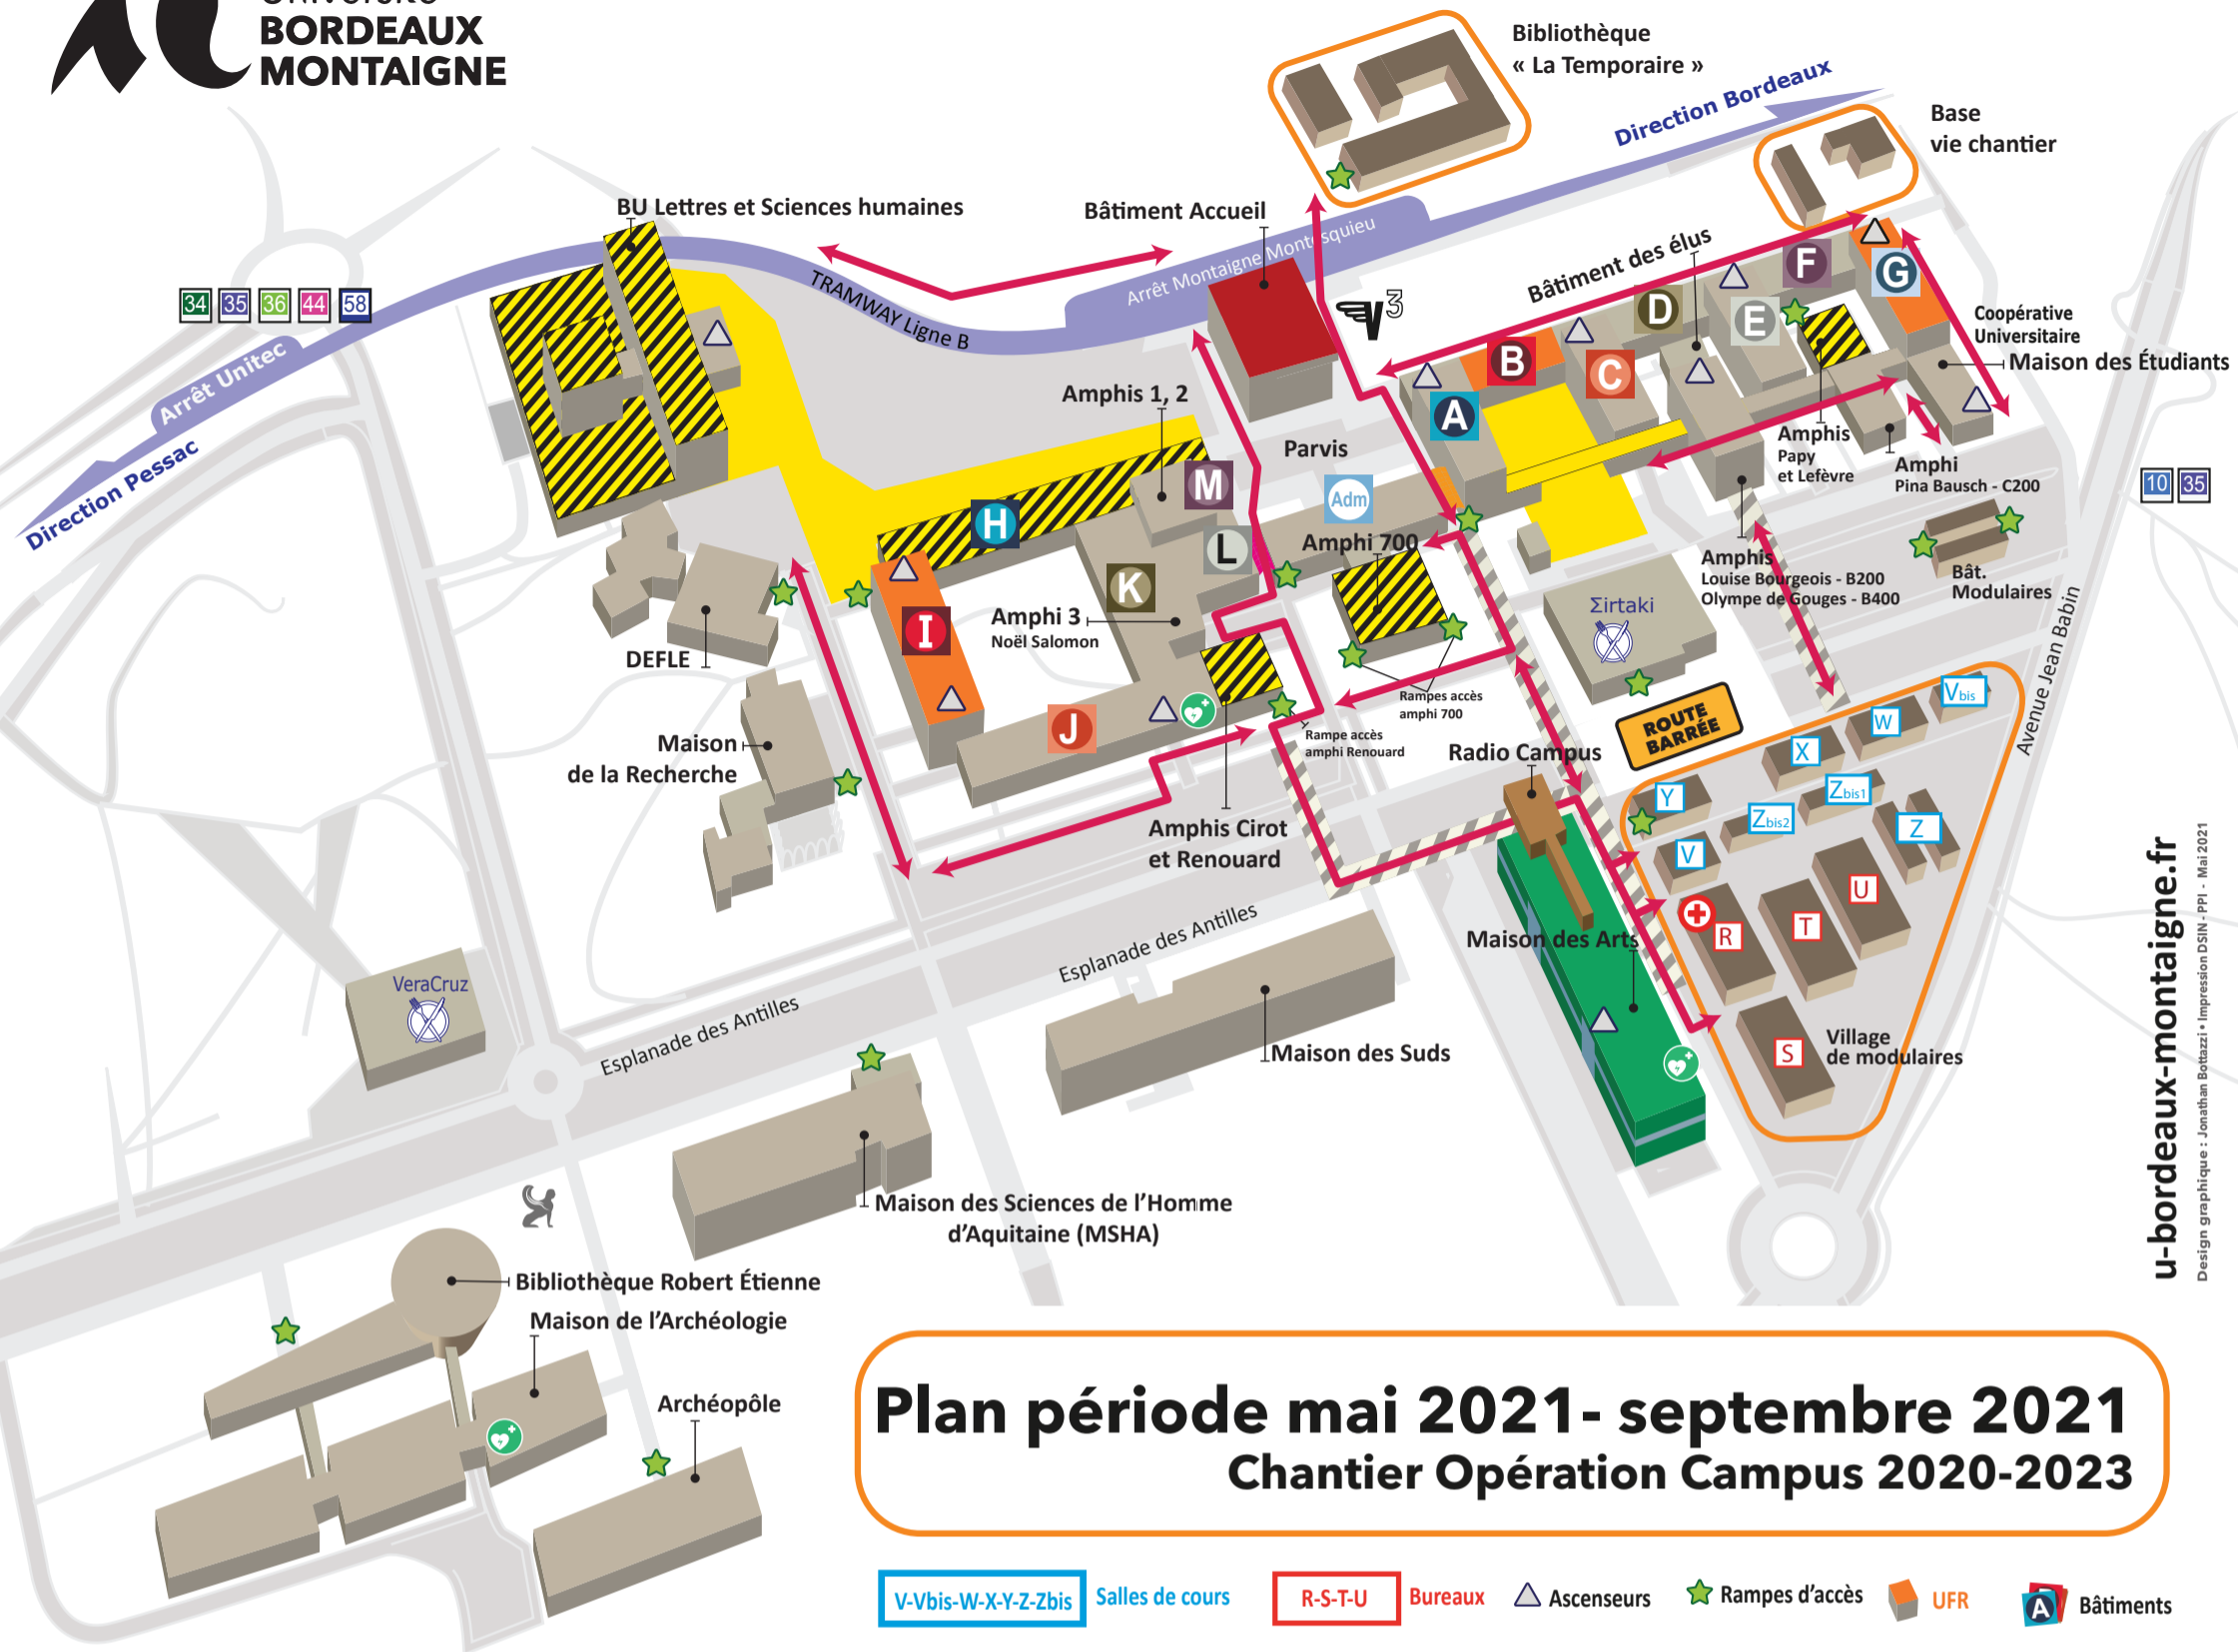 Université
BORDEAUX
MONTAIGNE
Bibliothèque
« La Temporaire »
Direction Bordeaux
Base
vie chantier
BU Lettres et Sciences humaines
Bâtiment Accueil
Arrêt Montaigne Montesquieu
Bâtiment des élus
34 35 36 44 58
TRAMWAY Ligne B
V3
F
G
D
E
Coopérative
Universitaire
Maison des Étudiants
Arrêt Unitec
Direction Pessac
B
C
A
Amphis 1, 2
Parvis
Amphis
Papy
et Lefèvre
Amphi
Pina Bausch - C200
10 35
M
Adm
H
L
Amphi 700
K
Amphis
Louise Bourgeois - B200
Olympe de Gouges - B400
Bât.
Modulaires
Σirtaki
Amphi 3
Noël Salomon
I
DEFLE
Rampes accès
amphi 700
J
Rampe accès
amphi Renouard
ROUTE
BARRÉE
Avenue Jean Babin
Maison
de la Recherche
Radio Campus
Vbis
W
X
Y
Zbis1
Zbis2
Z
V
Amphis Cirot
et Renouard
U
T
R
S
Village
de modulaires
Maison des Arts
Esplanade des Antilles
Esplanade des Antilles
VeraCruz
Maison des Suds
Maison des Sciences de l'Homme
d'Aquitaine (MSHA)
Bibliothèque Robert Étienne
Maison de l'Archéologie
Archéopôle
u-bordeaux-montaigne.fr
Design graphique : Jonathan Bottazzi • Impression DSIN - PPI - Mai 2021
Plan période mai 2021- septembre 2021
Chantier Opération Campus 2020-2023
V-Vbis-W-X-Y-Z-Zbis Salles de cours
R-S-T-U Bureaux
Ascenseurs
Rampes d'accès
UFR
A Bâtiments